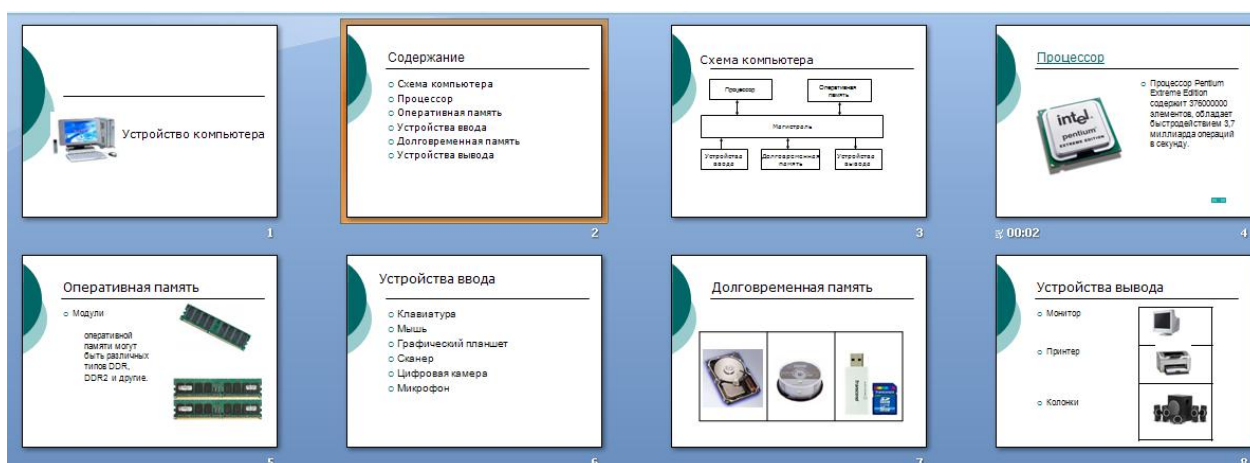 Устройство компьютера
1
Содержание
Схема компьютера
Процессор
Оперативная память
Устройства ввода
Долговременная память
Устройства вывода
2
Схема компьютера
Процессор
Оперативная
память
Магистраль
Устройства
ввода
Долговременная
память
Устройства
вывода
3
Процессор
Процессор Pentium
Extreme Edition
содержит 376000000
элементов, обладает
быстродействием 3,7
миллиарда операций
в секунду.
intel
pentium
EXTREME EDITION
00:02
4
Оперативная память
Модули
оперативной
памяти могут
быть различных
типов DDR,
DDR2 и другие.
5
Устройства ввода
Клавиатура
Мышь
Графический планшет
Сканер
Цифровая камера
Микрофон
6
Долговременная память
Transcend
7
Устройства вывода
Монитор
Принтер
Колонки
8